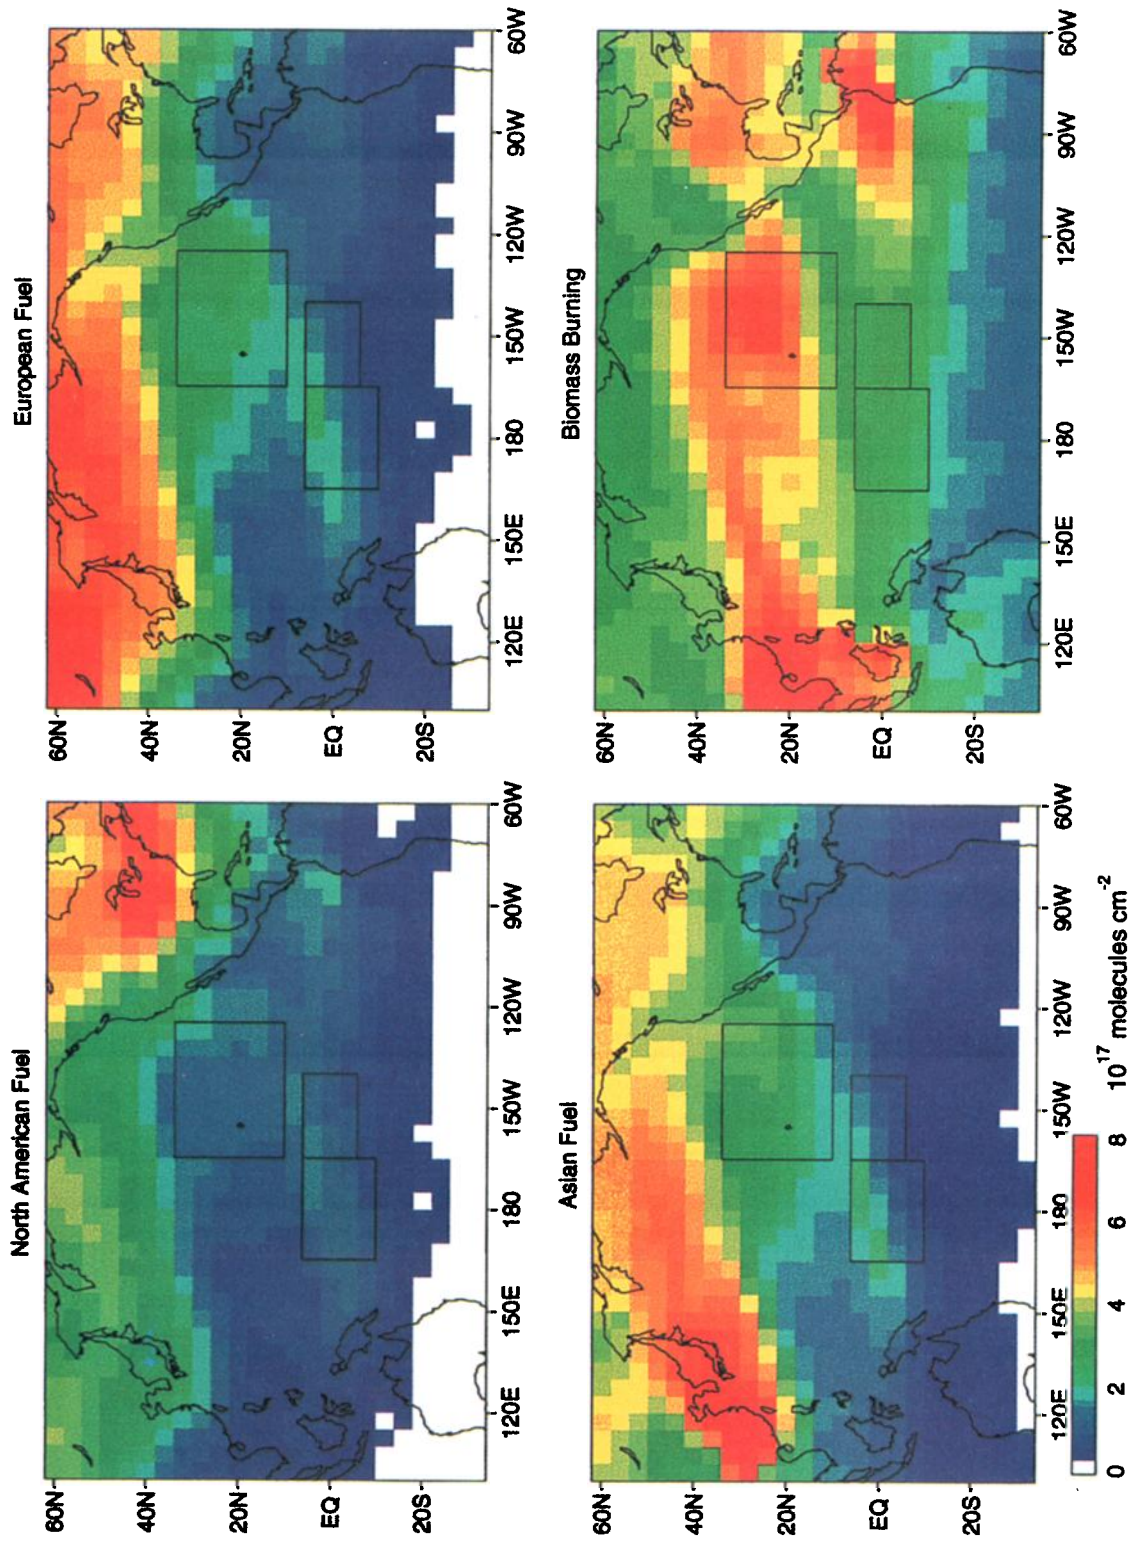 North American Fuel
60N
40N
20N
EQ
20S
120E 150E 180 150W 120W 90W 60W
European Fuel
60N
40N
20N
EQ
20S
120E 150E 180 150W 120W 90W 60W
Asian Fuel
60N
40N
20N
EQ
20S
120E 150E 180 150W 120W 90W 60W
Biomass Burning
60N
40N
20N
EQ
20S
120E 150E 180 150W 120W 90W 60W
0 2 4 6 8 10¹⁷ molecules cm⁻²